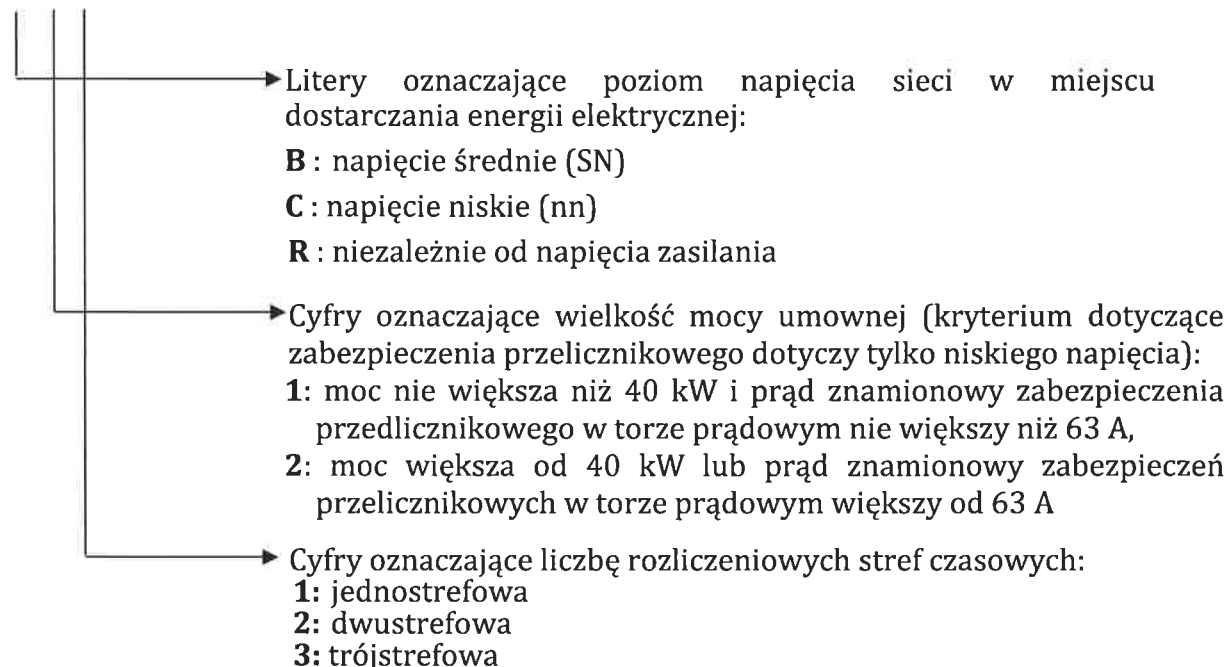 Litery oznaczające poziom napięcia sieci w miejscu
dostarczania energii elektrycznej:
B : napięcie średnie (SN)
C : napięcie niskie (nn)
R : niezależnie od napięcia zasilania
Cyfry oznaczające wielkość mocy umownej (kryterium dotyczące
zabezpieczenia przelicznikowego dotyczy tylko niskiego napięcia):
1: moc nie większa niż 40 kW i prąd znamionowy zabezpieczenia
przedlicznikowego w torze prądowym nie większy niż 63 A,
2: moc większa od 40 kW lub prąd znamionowy zabezpieczeń
przelicznikowych w torze prądowym większy od 63 A
Cyfry oznaczające liczbę rozliczeniowych stref czasowych:
1: jednostrefowa
2: dwustrefowa
3: trójstrefowa